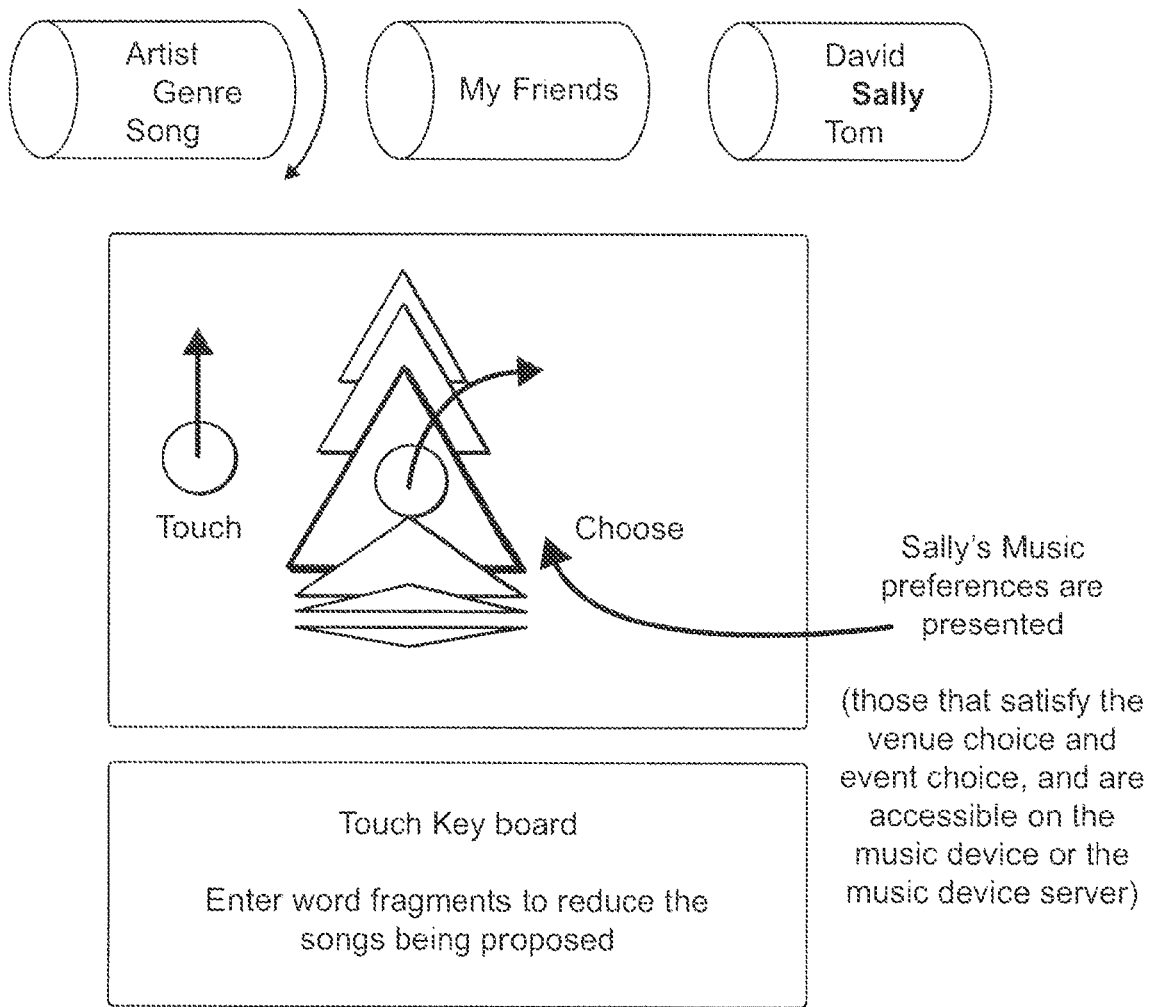 Artist
Genre
Song
My Friends
David
Sally
Tom
Touch
Choose
Sally's Music
preferences are
presented
(those that satisfy the
venue choice and
event choice, and are
accessible on the
music device or the
music device server)
Touch Key board
Enter word fragments to reduce the
songs being proposed